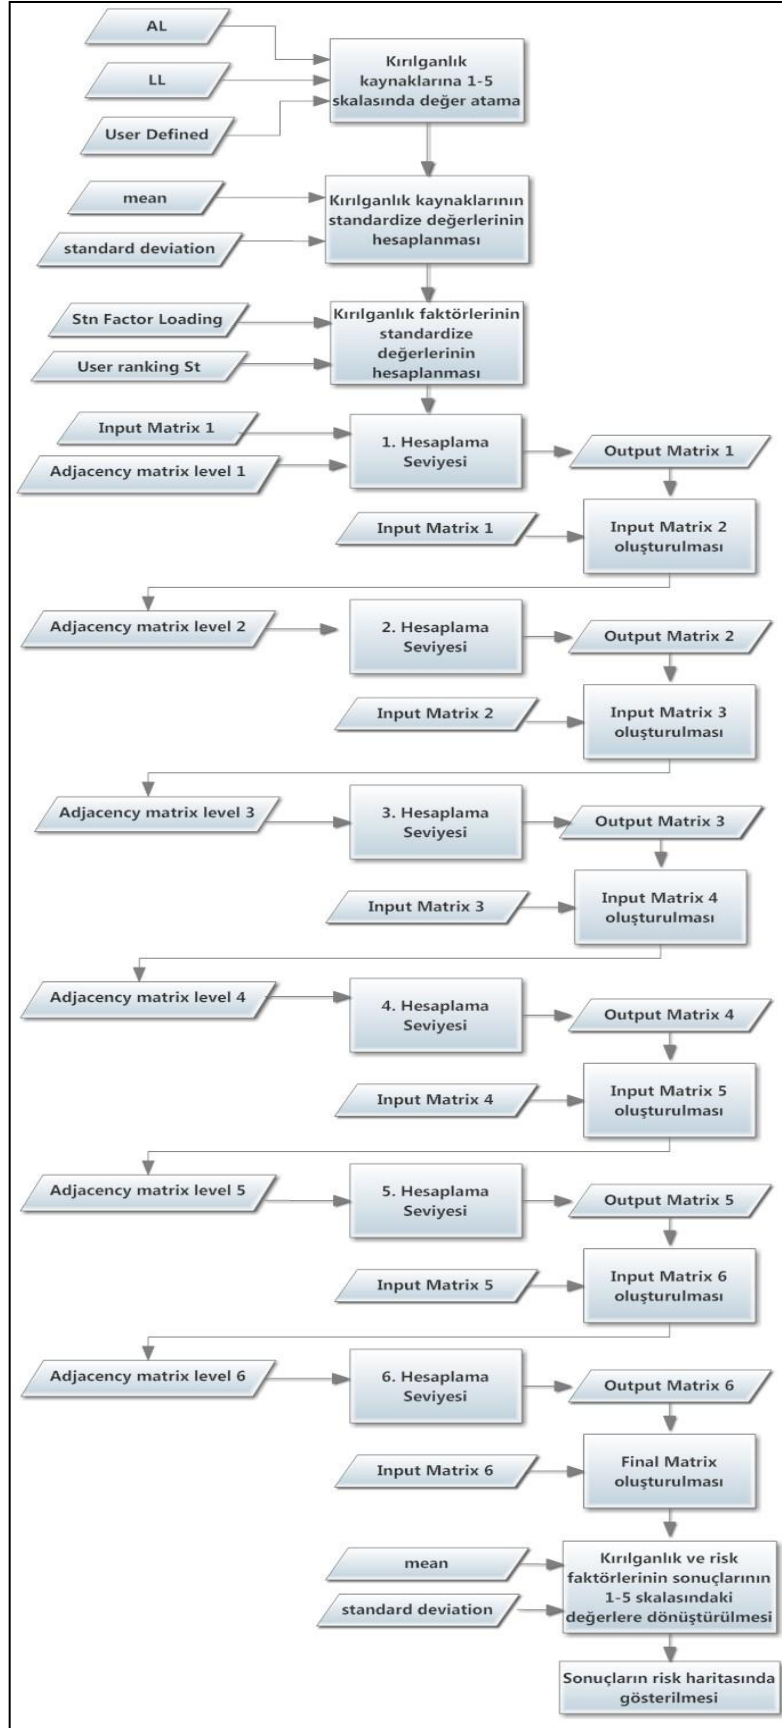 AL
LL
User Defined
Kırılganlık
kaynaklarına 1-5
skalasında değer atama
mean
standard deviation
Kırılganlık kaynaklarının
standardize değerlerinin
hesaplanması
Stn Factor Loading
User ranking St
Kırılganlık faktörlerinin
standardize
değerlerinin
hesaplanması
Input Matrix 1
Adjacency matrix level 1
1. Hesaplama
Seviyesi
Output Matrix 1
Input Matrix 1
Input Matrix 2
oluşturulması
Adjacency matrix level 2
2. Hesaplama
Seviyesi
Output Matrix 2
Input Matrix 2
Input Matrix 3
oluşturulması
Adjacency matrix level 3
3. Hesaplama
Seviyesi
Output Matrix 3
Input Matrix 3
Input Matrix 4
oluşturulması
Adjacency matrix level 4
4. Hesaplama
Seviyesi
Output Matrix 4
Input Matrix 4
Input Matrix 5
oluşturulması
Adjacency matrix level 5
5. Hesaplama
Seviyesi
Output Matrix 5
Input Matrix 5
Input Matrix 6
oluşturulması
Adjacency matrix level 6
6. Hesaplama
Seviyesi
Output Matrix 6
Input Matrix 6
Final Matrix
oluşturulması
mean
standard deviation
Kırılganlık ve risk
faktörlerinin sonuçlarının
1-5 skalasındaki
değerlere dönüştürülmesi
Sonuçların risk haritasında
gösterilmesi